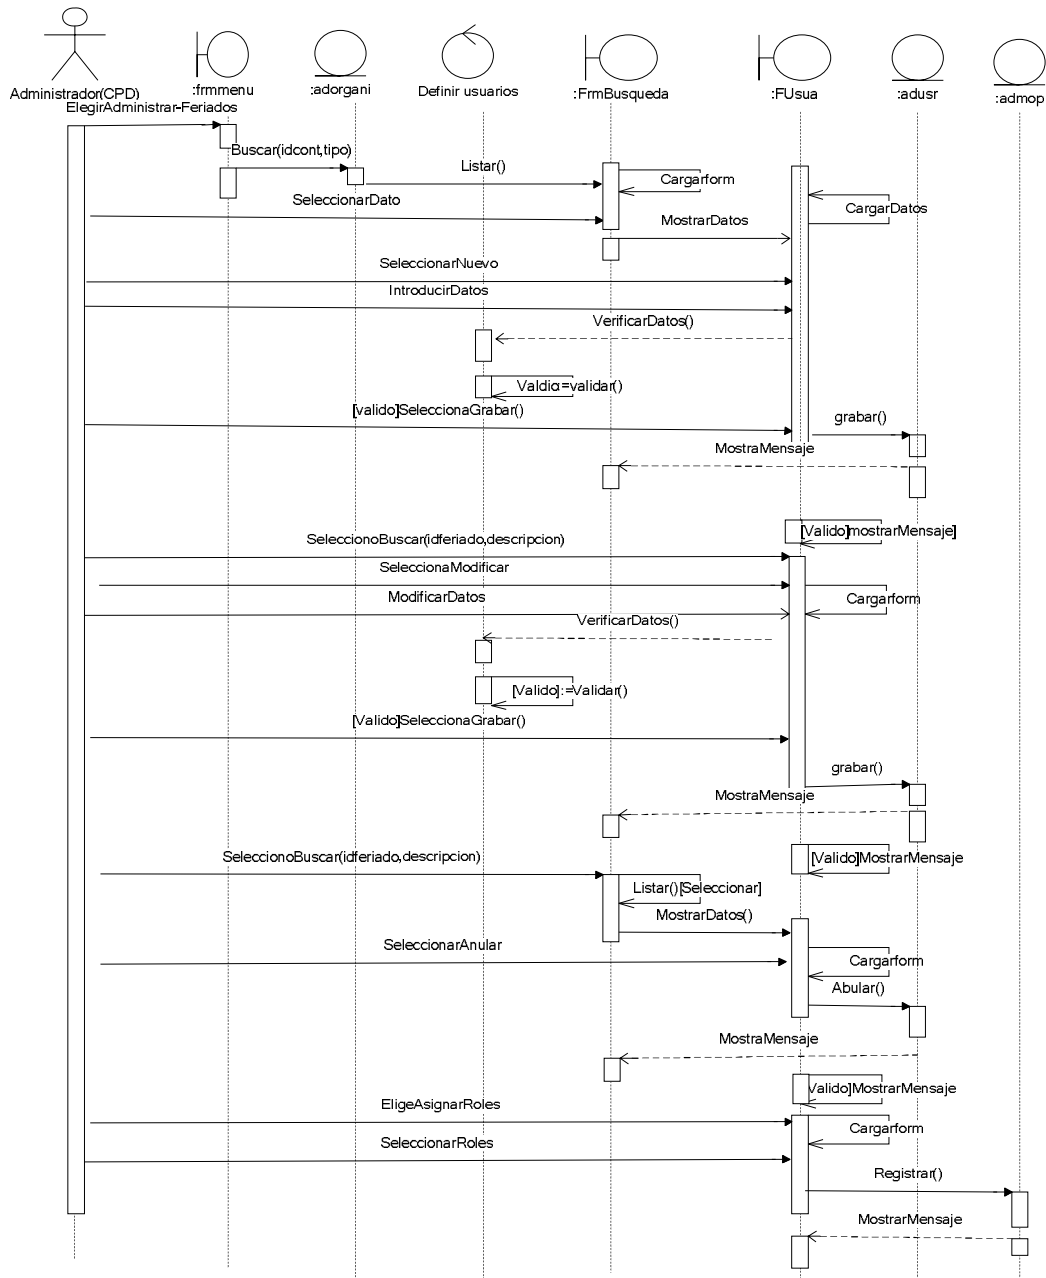 Administrador(CPD)
:frmmenu
:adorgani
Definir usuarios
:FrmBusqueda
:FUsua
:adusr
:admop
ElegirAdministrar-Feriados
Buscar(idcont,tipo)
Listar()
Cargarform
SeleccionarDato
CargarDatos
MostrarDatos
SeleccionarNuevo
IntroducirDatos
VerificarDatos()
Valdio:=validar()
[valido]SeleccionaGrabar()
grabar()
MostraMensaje
[Valido]mostrarMensaje]
SeleccionoBuscar(idferiado,descripcion)
SeleccionaModificar
ModificarDatos
Cargarform
VerificarDatos()
[Valido]:=Validar()
[Valido]SeleccionaGrabar()
grabar()
MostraMensaje
SeleccionoBuscar(idferiado,descripcion)
[Valido]MostrarMensaje
Listar()[Seleccionar]
MostrarDatos()
SeleccionarAnular
Cargarform
Abular()
MostraMensaje
Valido]MostrarMensaje
EligeAsignarRoles
Cargarform
SeleccionarRoles
Registrar()
MostrarMensaje